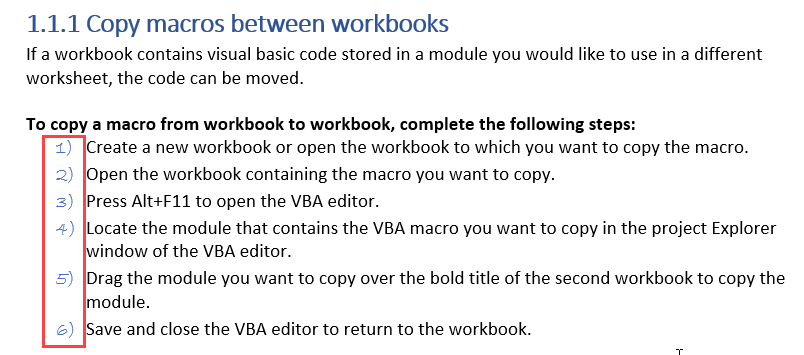 1.1.1 Copy macros between workbooks
If a workbook contains visual basic code stored in a module you would like to use in a different
worksheet, the code can be moved.
To copy a macro from workbook to workbook, complete the following steps:
1) Create a new workbook or open the workbook to which you want to copy the macro.
2) Open the workbook containing the macro you want to copy.
3) Press Alt+F11 to open the VBA editor.
4) Locate the module that contains the VBA macro you want to copy in the project Explorer
window of the VBA editor.
5) Drag the module you want to copy over the bold title of the second workbook to copy the
module.
6) Save and close the VBA editor to return to the workbook.